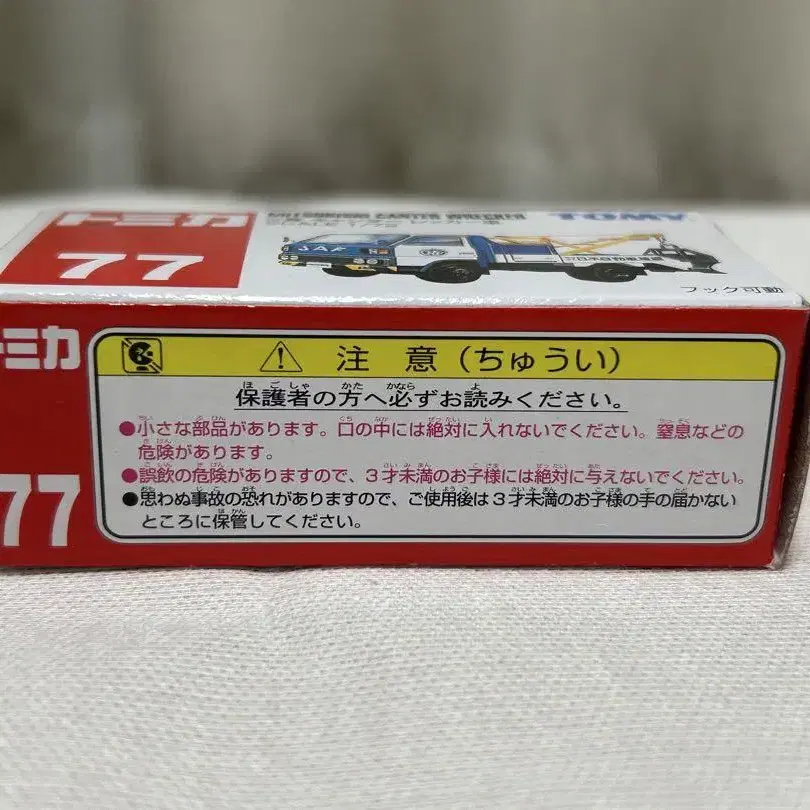 トミカ
77
MITSUBISHI CANTER WRECKER
SCALE 1/72
TOMY
JAF
フック可動
トミカ
77
注意（ちゅうい）
保護者の方へ必ずお読みください。
●小さな部品があります。口の中には絶対に入れないでください。窒息などの
危険があります。
●誤飲の危険がありますので、3才未満のお子様には絶対に与えないでください。
●思わぬ事故の恐れがありますので、ご使用後は3才未満のお子様の手の届かない
ところに保管してください。